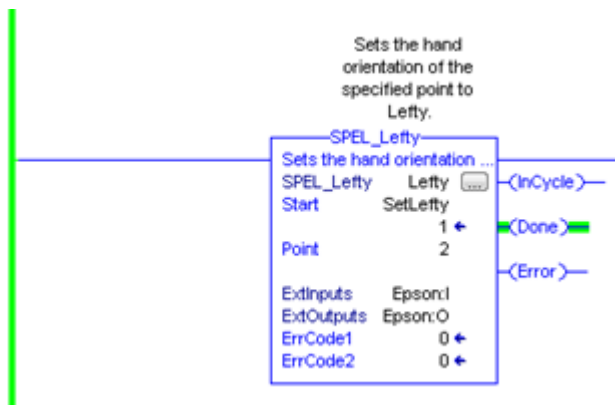 Sets the hand
orientation of the
specified point to
Lefty.
SPEL_Lefty
Sets the hand orientation ...
SPEL_Lefty Lefty ...
(InCycle)
Start SetLefty
1
(Done)
Point 2
(Error)
ExtInputs Epson:I
ExtOutputs Epson:O
ErrCode1 0
ErrCode2 0